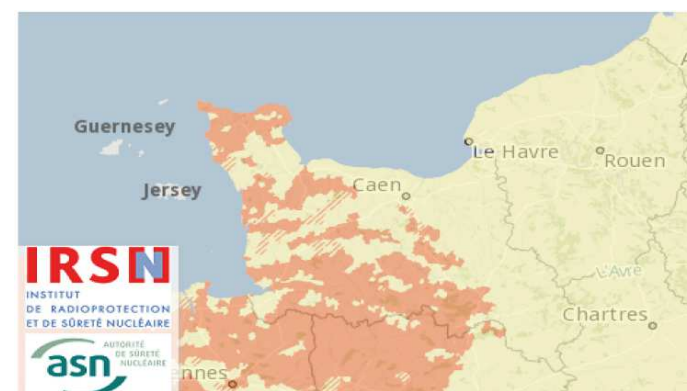 Guernesey
Jersey
Le Havre
Rouen
Caen
L'Avre
Chartres
IRSN
INSTITUT
DE RADIOPROTECTION
ET DE SÛRETÉ NUCLÉAIRE
asn
AUTORITÉ
DE SÛRETÉ
NUCLÉAIRE
ennes